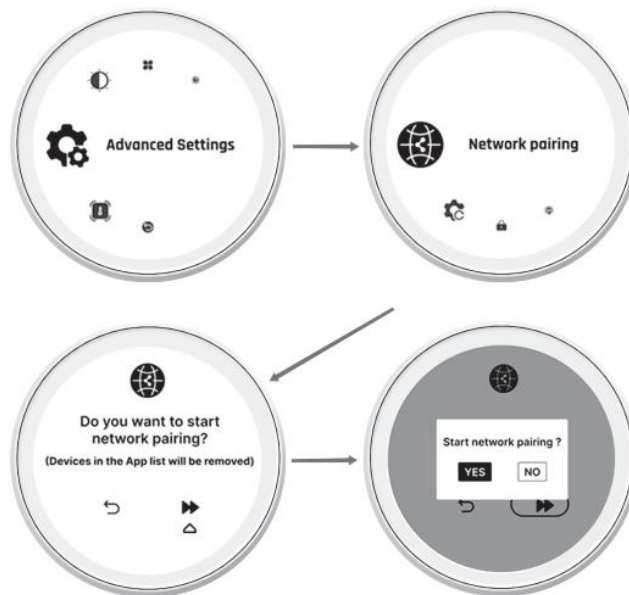 Advanced Settings
Network pairing
Do you want to start
network pairing?
(Devices in the App list will be removed)
Start network pairing ?
YES NO